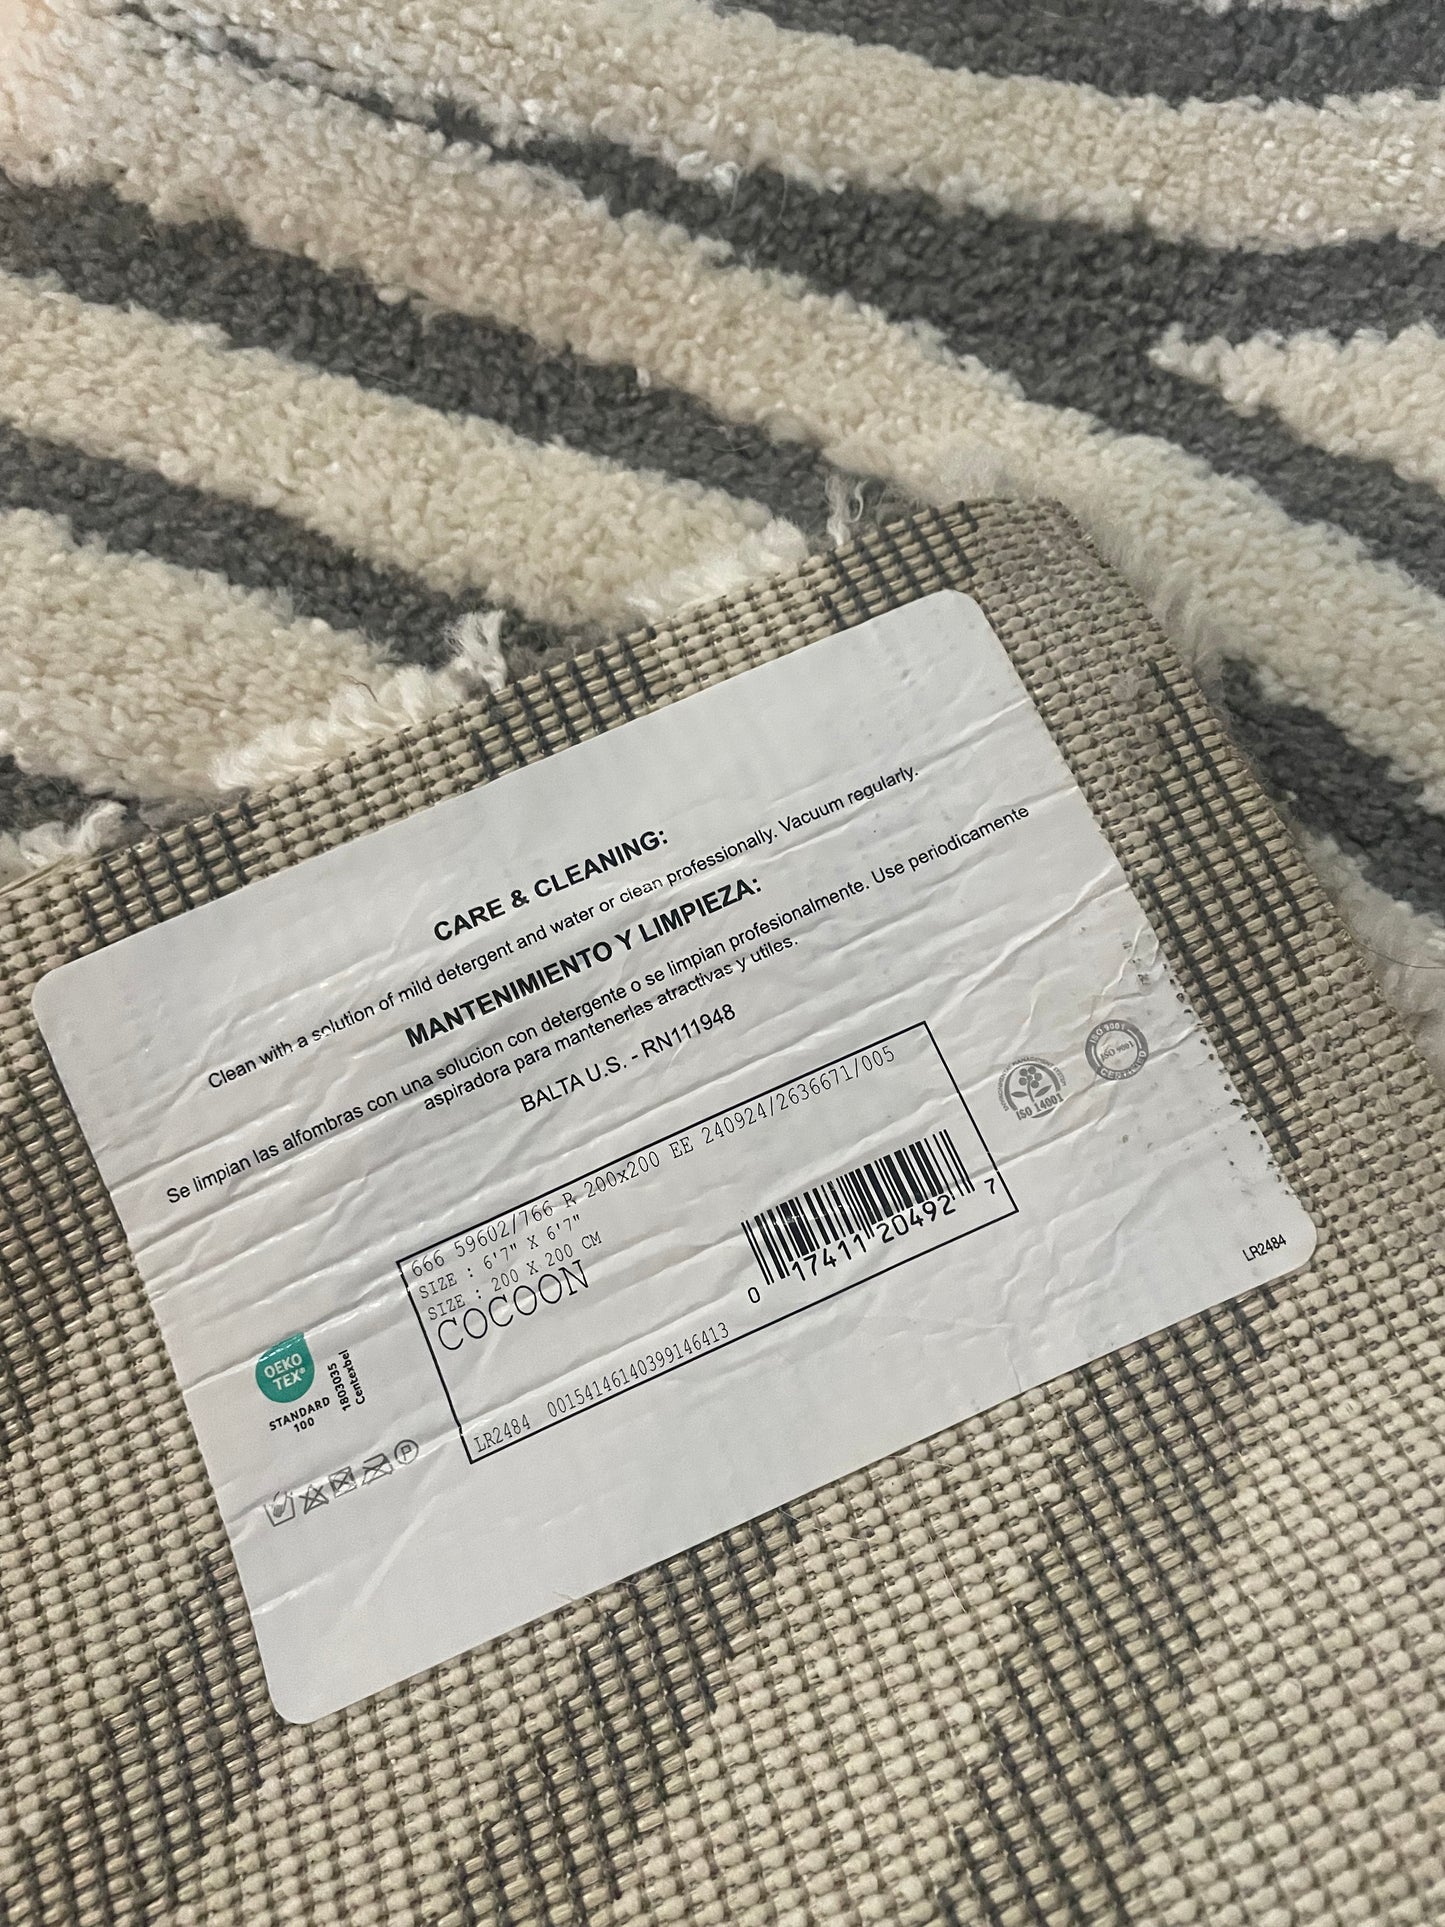 CARE & CLEANING:
Clean with a solution of mild detergent and water or clean professionally. Vacuum regularly.
MANTENIMIENTO Y LIMPIEZA:
Se limpian las alfombras con una solucion con detergente o se limpian profesionalmente. Use periodicamente
aspiradora para mantenerlas atractivas y utiles.
BALTA U.S. - RN111948
666 59602/766 R 200x200 EE 240924/2636671/005
SIZE : 6'7" X 6'7"
SIZE : 200 X 200 CM
COCOON
0 17411 20492 7
LR2484 00154146140399146413
OEKO
TEX®
STANDARD
100
1803035
Centexbel
P
ISO 14001
ISO 9001
CERTIFIED
LR2484